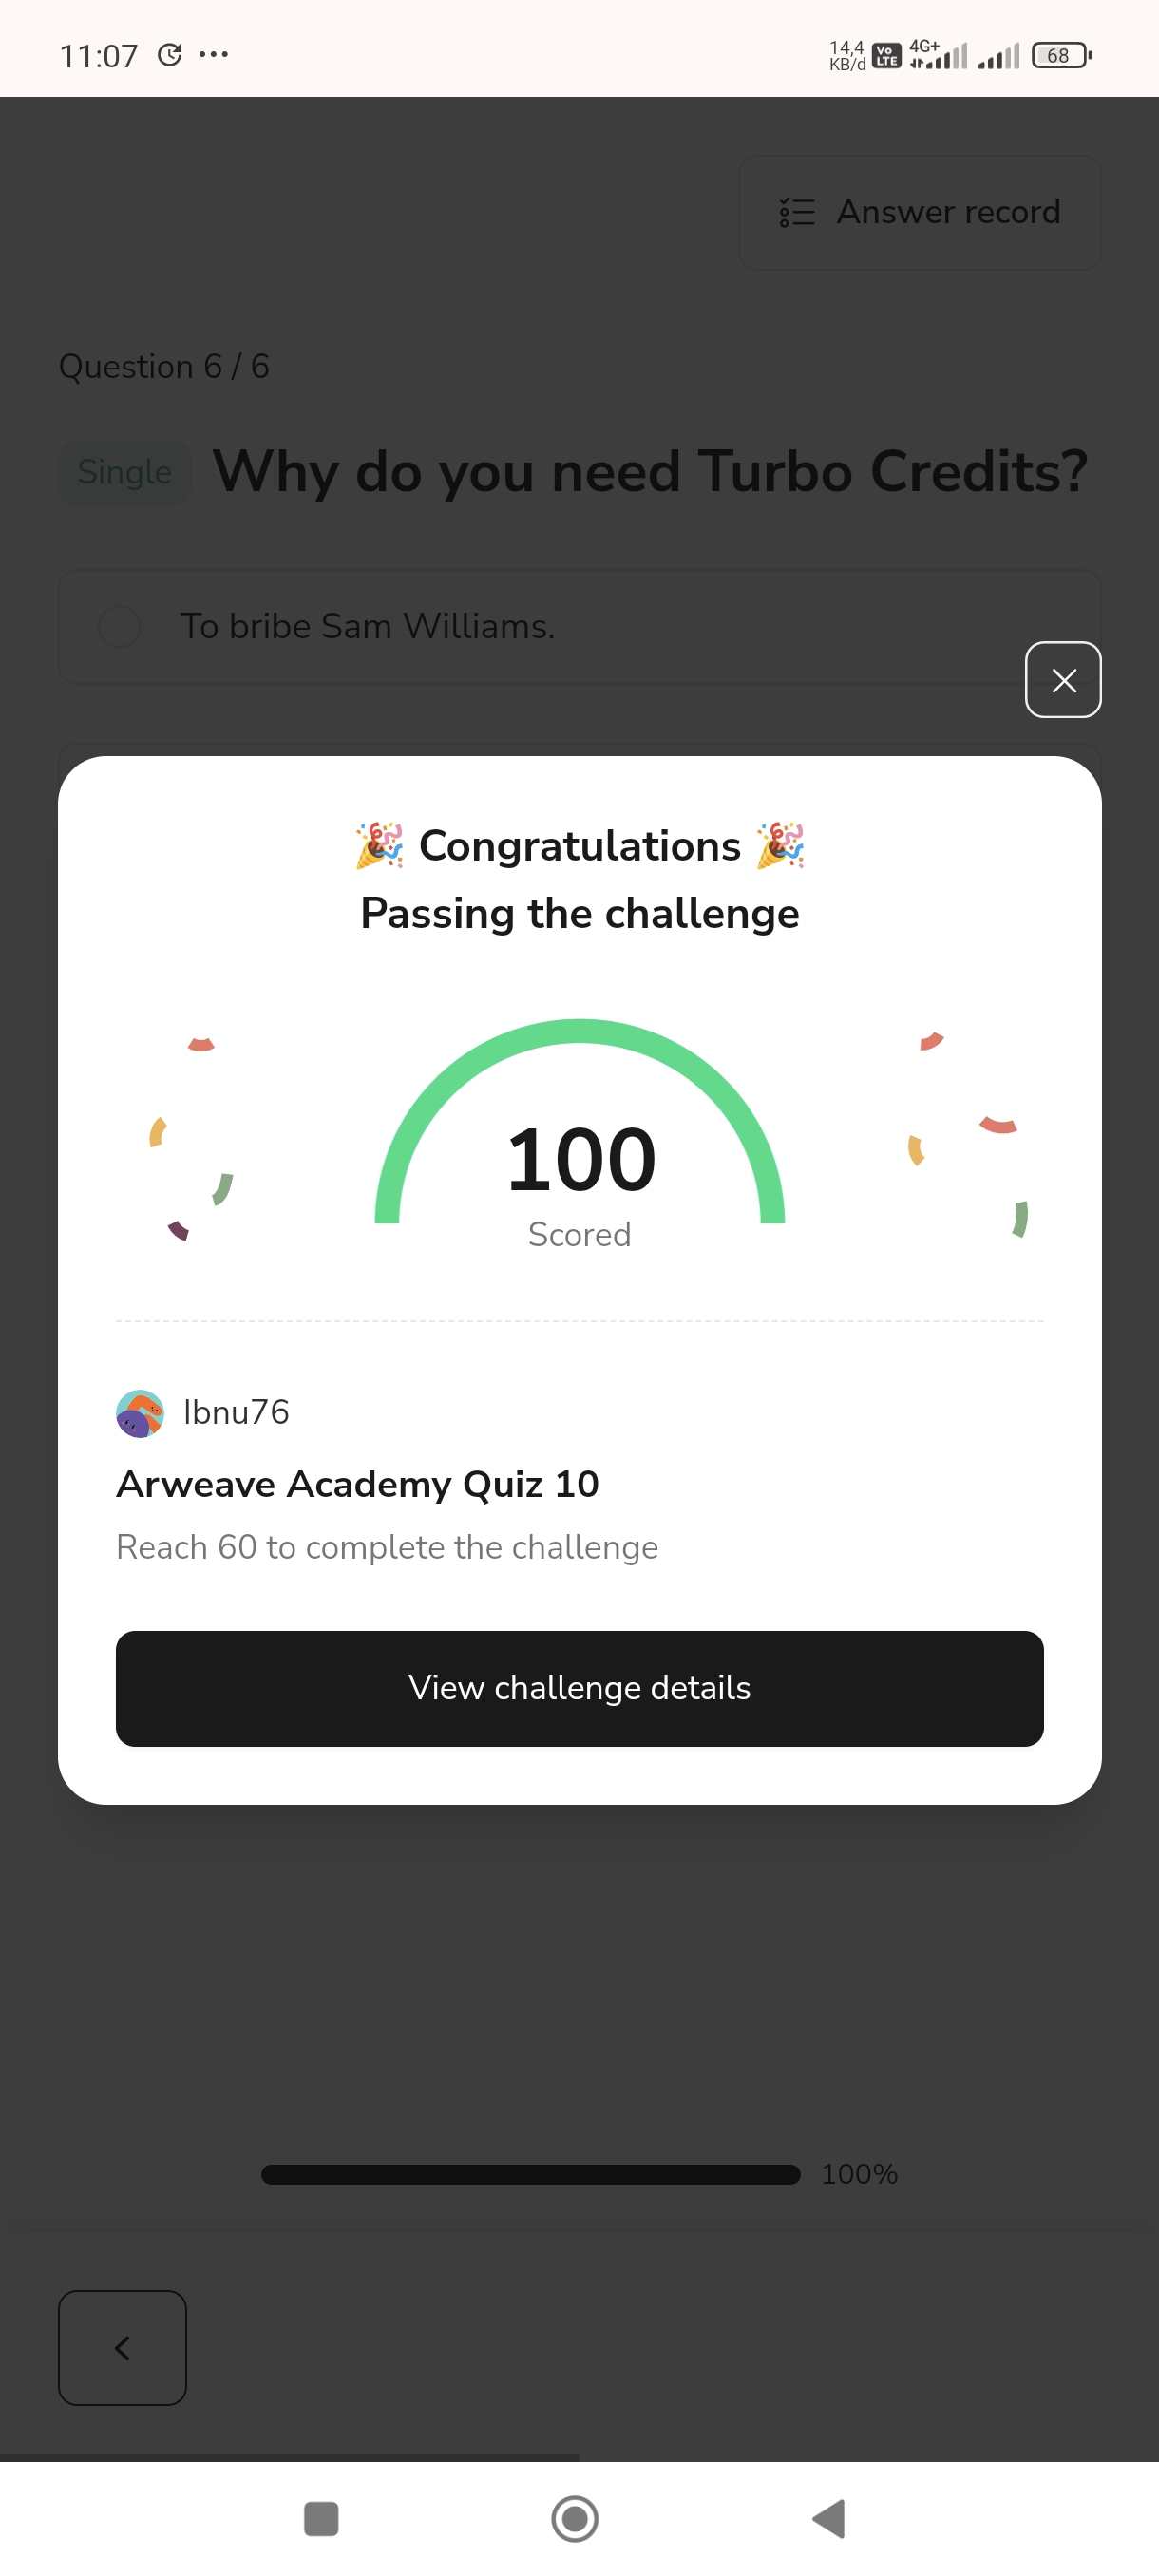 11:07
14,4
KB/d
Vo
LTE
4G+
68
Answer record
Question 6 / 6
Single
Why do you need Turbo Credits?
To bribe Sam Williams.
🎉 Congratulations 🎉
Passing the challenge
100
Scored
Ibnu76
Arweave Academy Quiz 10
Reach 60 to complete the challenge
View challenge details
100%